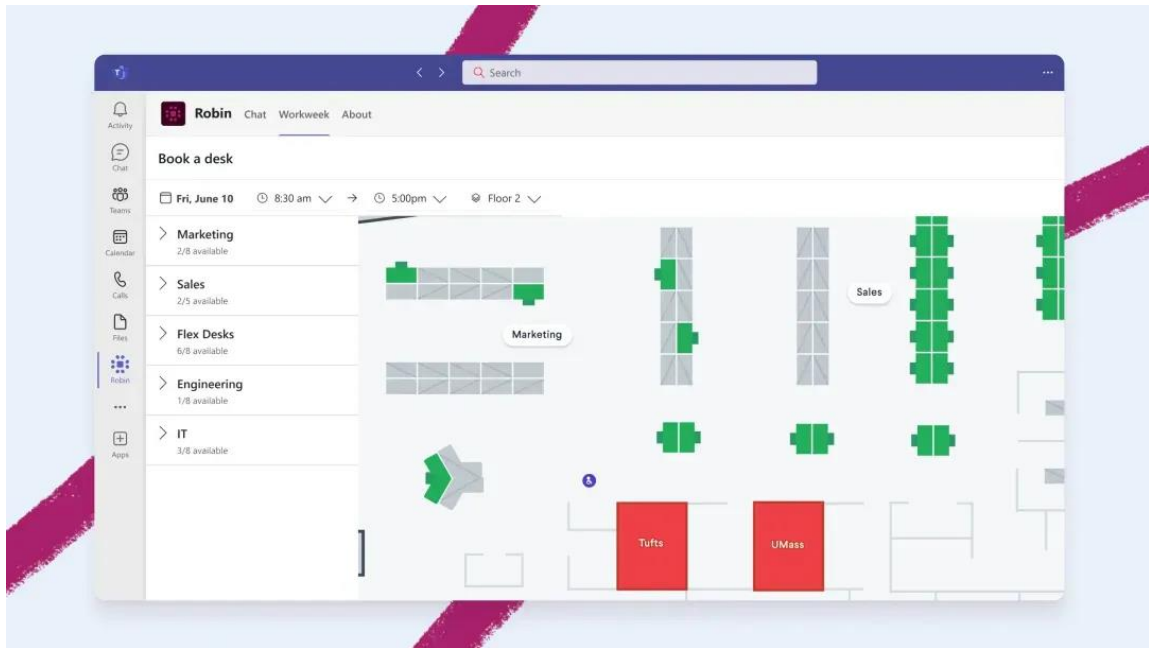 Search
Activity
Chat
Teams
Calendar
Calls
Files
Robin
Apps
Robin Chat Workweek About
Book a desk
Fri, June 10 8:30 am → 5:00pm Floor 2
Marketing
2/8 available
Sales
2/5 available
Flex Desks
6/8 available
Engineering
1/8 available
IT
3/8 available
Sales
Marketing
Tufts
UMass